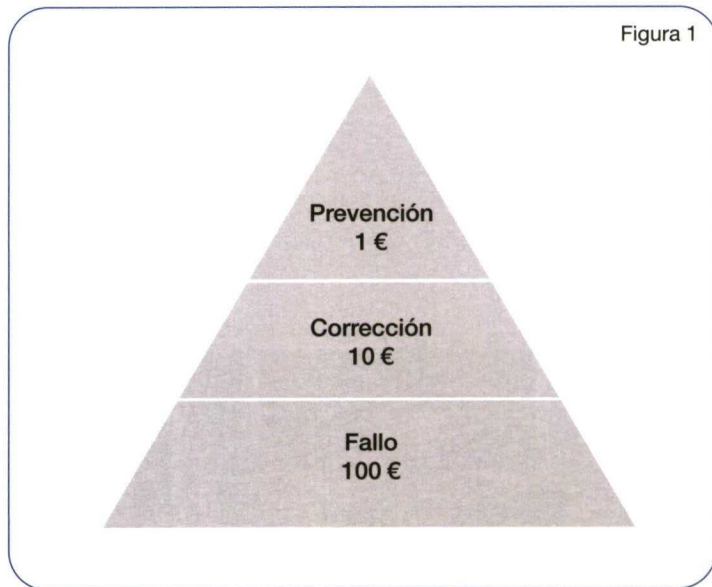 Figura 1
Prevención
1 €
Corrección
10 €
Fallo
100 €